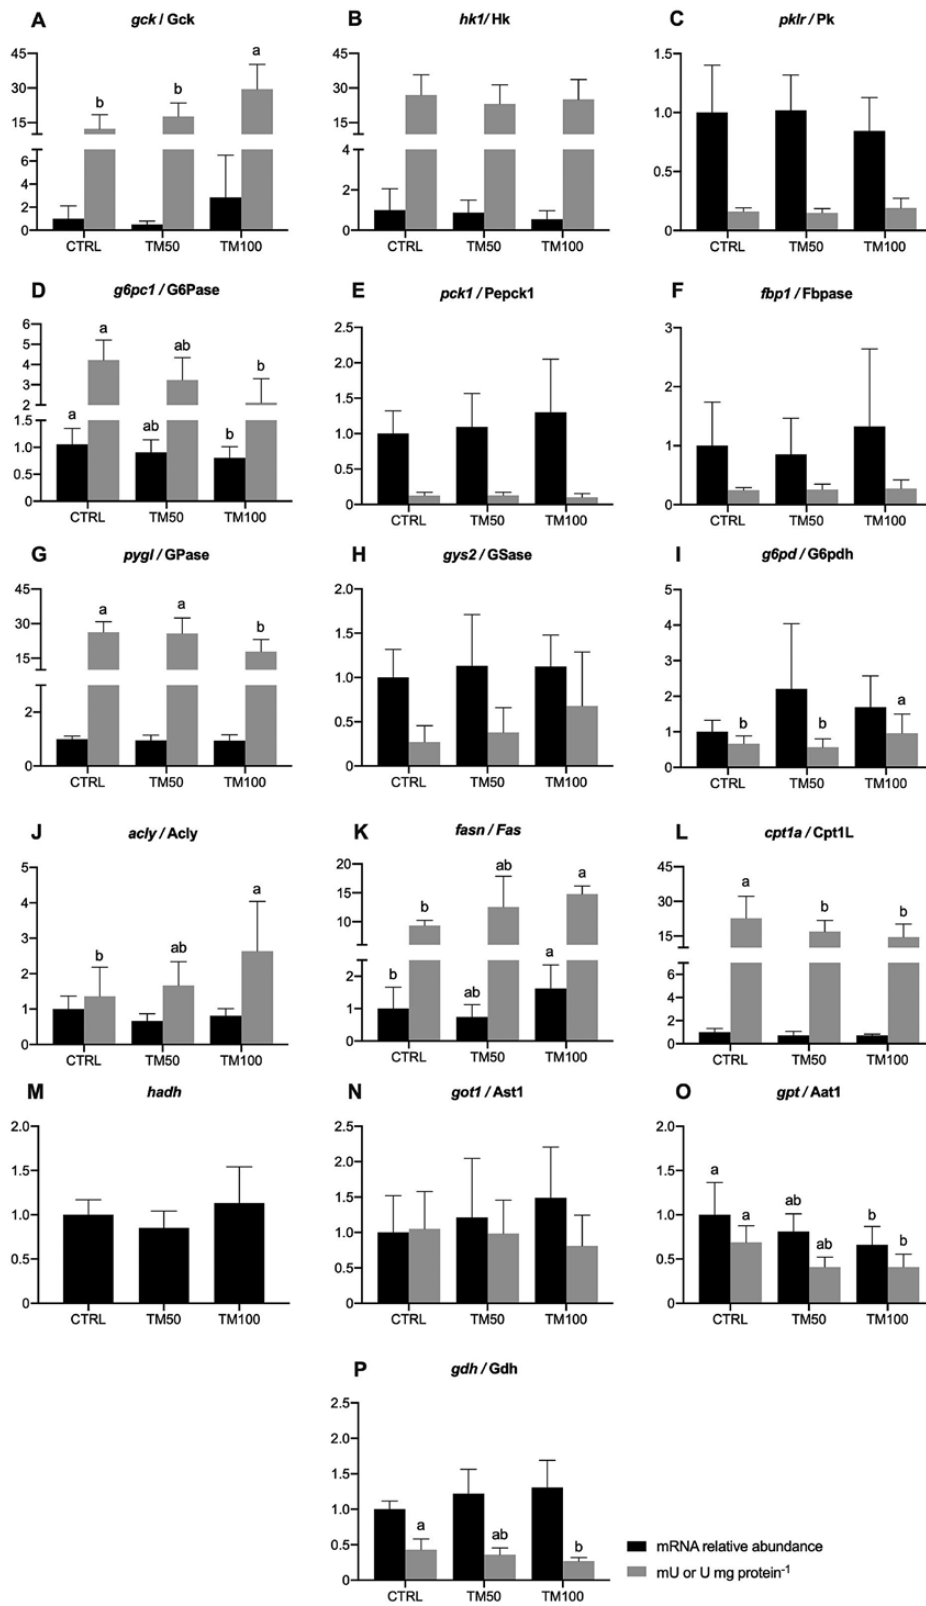 A gck / Gck
45
30
15
6
4
2
0
b b a
CTRL TM50 TM100
B hk1/ Hk
45
30
15
4
2
0
CTRL TM50 TM100
C pklr / Pk
1.5
1.0
0.5
0
CTRL TM50 TM100
D g6pc1 / G6Pase
6
5
4
3
2
1.5
1.0
0.5
0
a ab b
a ab b
CTRL TM50 TM100
E pck1 / Pepck1
2.5
2.0
1.5
1.0
0.5
0
CTRL TM50 TM100
F fbp1 / Fbpase
3
2
1
0
CTRL TM50 TM100
G pygl / GPase
45
30
15
2
0
a a b
CTRL TM50 TM100
H gys2 / GSase
2.0
1.5
1.0
0.5
0
CTRL TM50 TM100
I g6pd / G6pdh
5
4
3
2
1
0
b b a
CTRL TM50 TM100
J acly / Acly
5
4
3
2
1
0
b ab a
CTRL TM50 TM100
K fasn / Fas
20
15
10
2
1
0
b ab a
b ab a
CTRL TM50 TM100
L cpt1a / Cpt1L
45
30
15
6
4
2
0
a b b
CTRL TM50 TM100
M hadh
2.0
1.5
1.0
0.5
0
CTRL TM50 TM100
N got1 / Ast1
2.5
2.0
1.5
1.0
0.5
0
CTRL TM50 TM100
O gpt / Aat1
2.0
1.5
1.0
0.5
0
a ab b
a ab b
CTRL TM50 TM100
P gdh / Gdh
2.5
2.0
1.5
1.0
0.5
0
a ab b
CTRL TM50 TM100
mRNA relative abundance
mU or U mg protein⁻¹